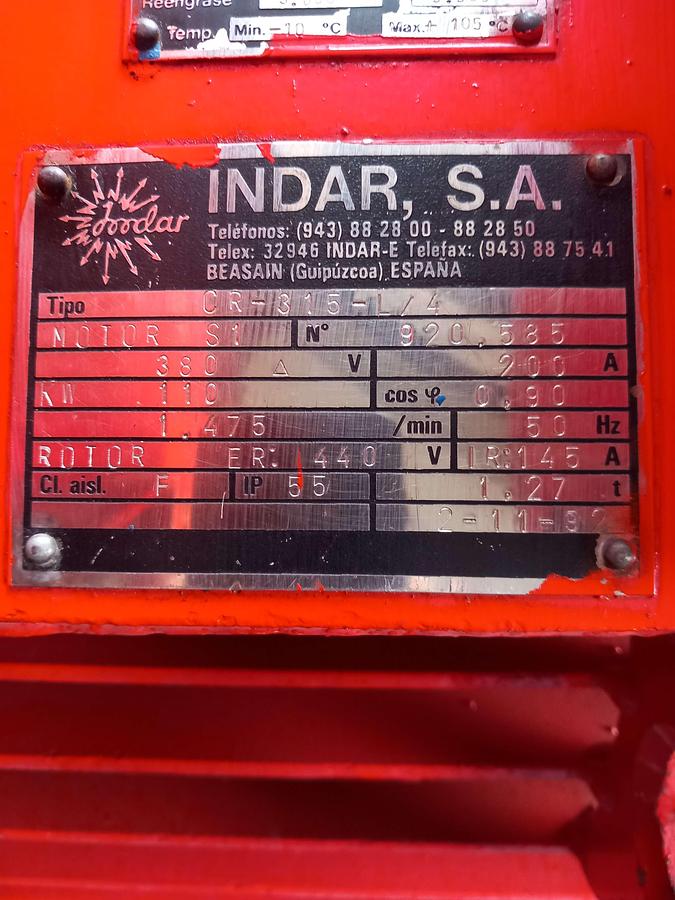 Reengrase
Temp. Min.-10 °C Max.+ 105 °C
Indar
INDAR, S.A.
Teléfonos: (943) 88 28 00 - 88 28 50
Telex: 32946 INDAR-E Telefax: (943) 88 75 41
BEASAIN (Guipúzcoa) ESPAÑA
Tipo CR-315-L/4
MOTOR S1 N° 920.585
380 △ V 200 A
KW 110 cos φ 0,90
1.475 /min 50 Hz
ROTOR ER: 440 V IR:145 A
Cl. aisl. F IP 55 1.27 t
2-11-92